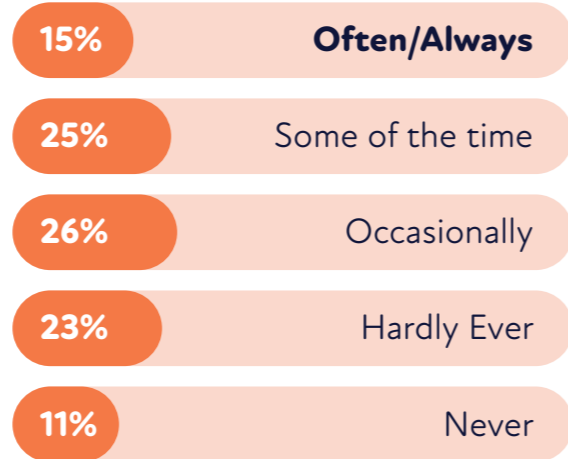 15% Often/Always
25% Some of the time
26% Occasionally
23% Hardly Ever
11% Never